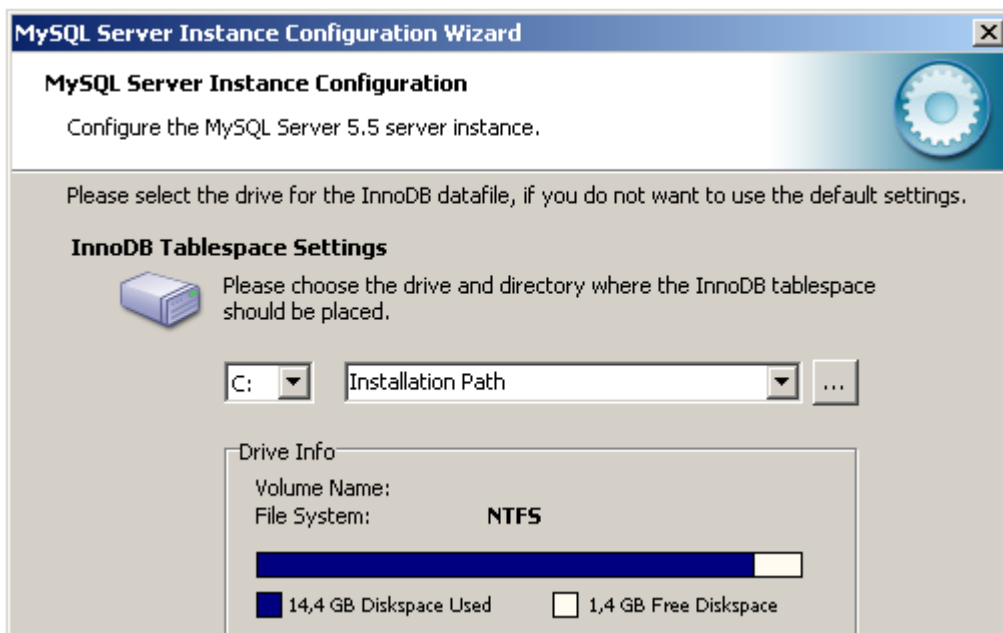 MySQL Server Instance Configuration Wizard
MySQL Server Instance Configuration
Configure the MySQL Server 5.5 server instance.
Please select the drive for the InnoDB datafile, if you do not want to use the default settings.
InnoDB Tablespace Settings
Please choose the drive and directory where the InnoDB tablespace
should be placed.
C: Installation Path ...
Drive Info
Volume Name:
File System: NTFS
14,4 GB Diskspace Used 1,4 GB Free Diskspace